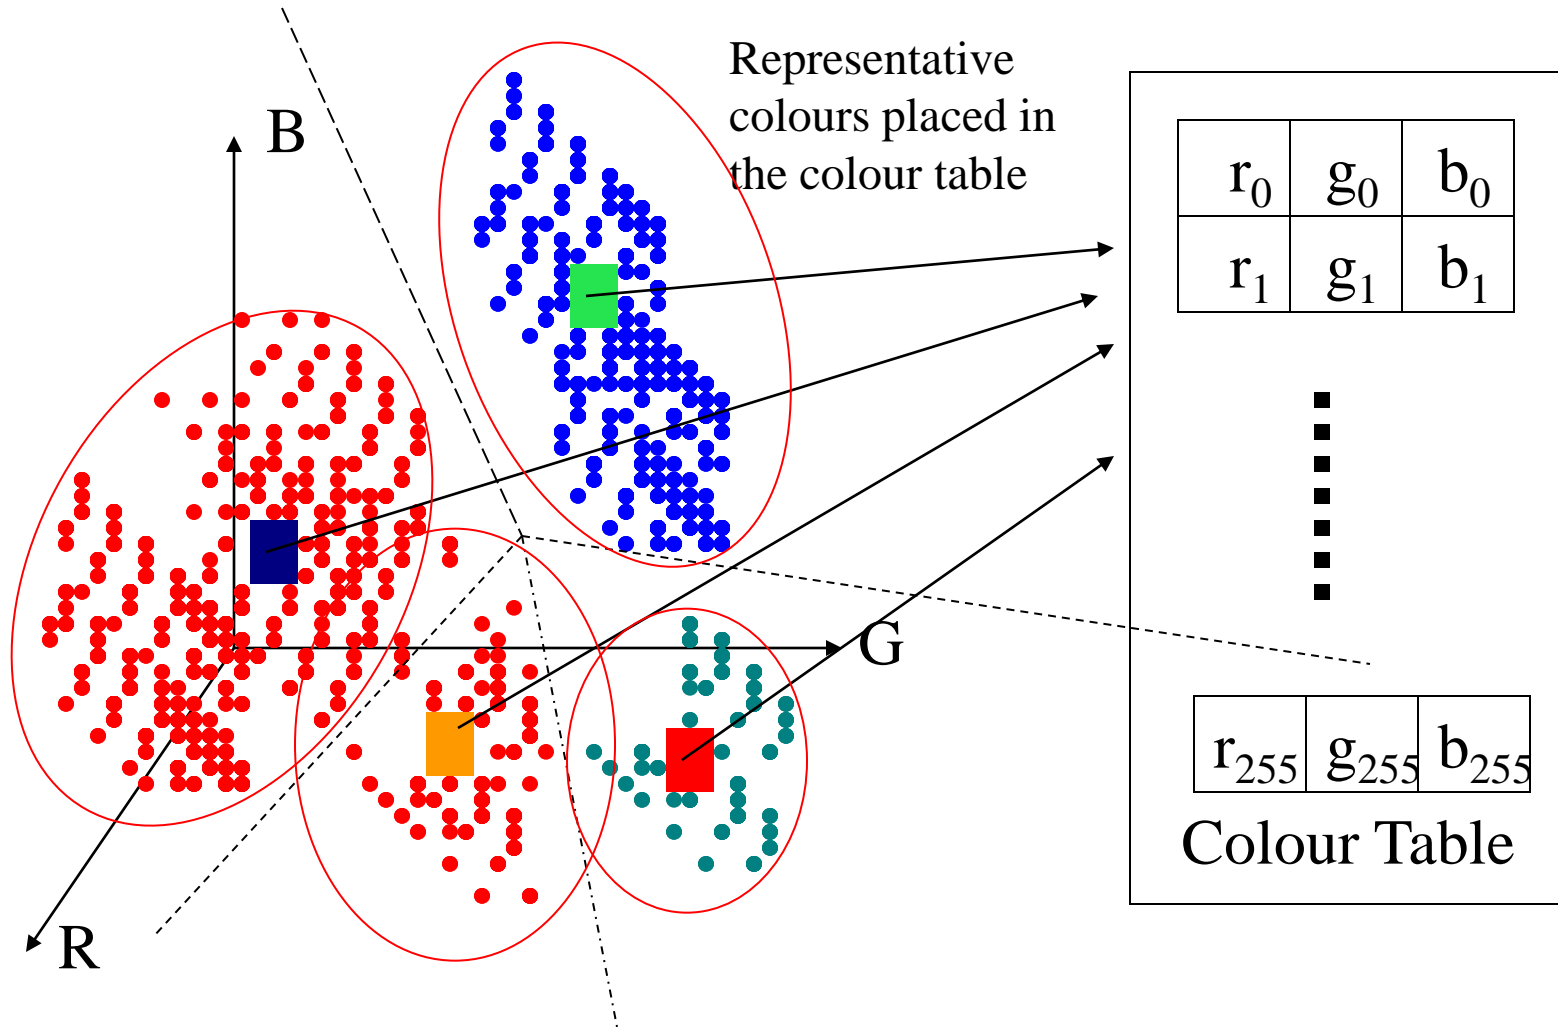 Representative
colours placed in
the colour table
B
G
R
r0 g0 b0
r1 g1 b1
r255 g255 b255
Colour Table